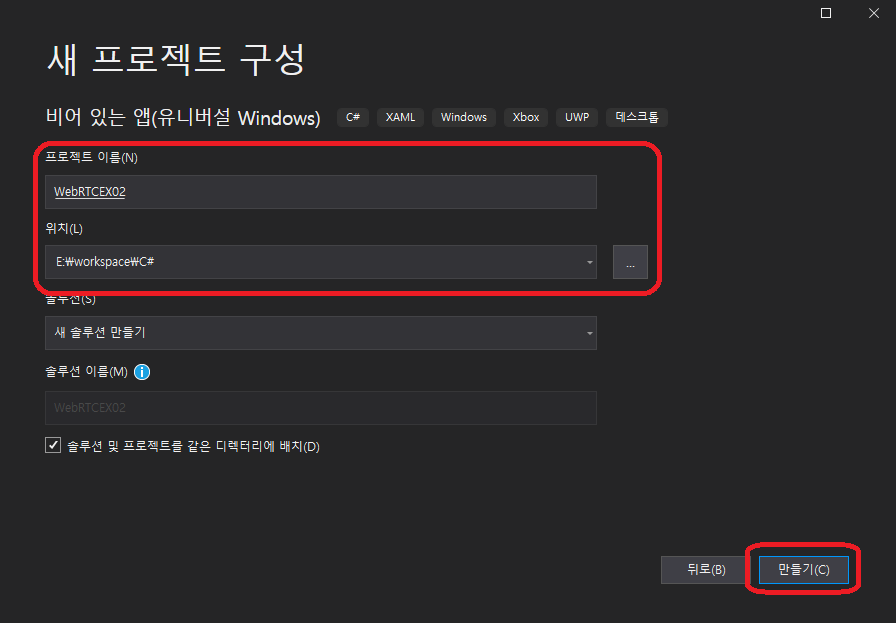 새 프로젝트 구성
비어 있는 앱(유니버설 Windows) C# XAML Windows Xbox UWP 데스크톱
프로젝트 이름(N)
WebRTCEX02
위치(L)
E:₩workspace₩C#
...
솔루션(S)
새 솔루션 만들기
솔루션 이름(M)
WebRTCEX02
솔루션 및 프로젝트를 같은 디렉터리에 배치(D)
뒤로(B) 만들기(C)